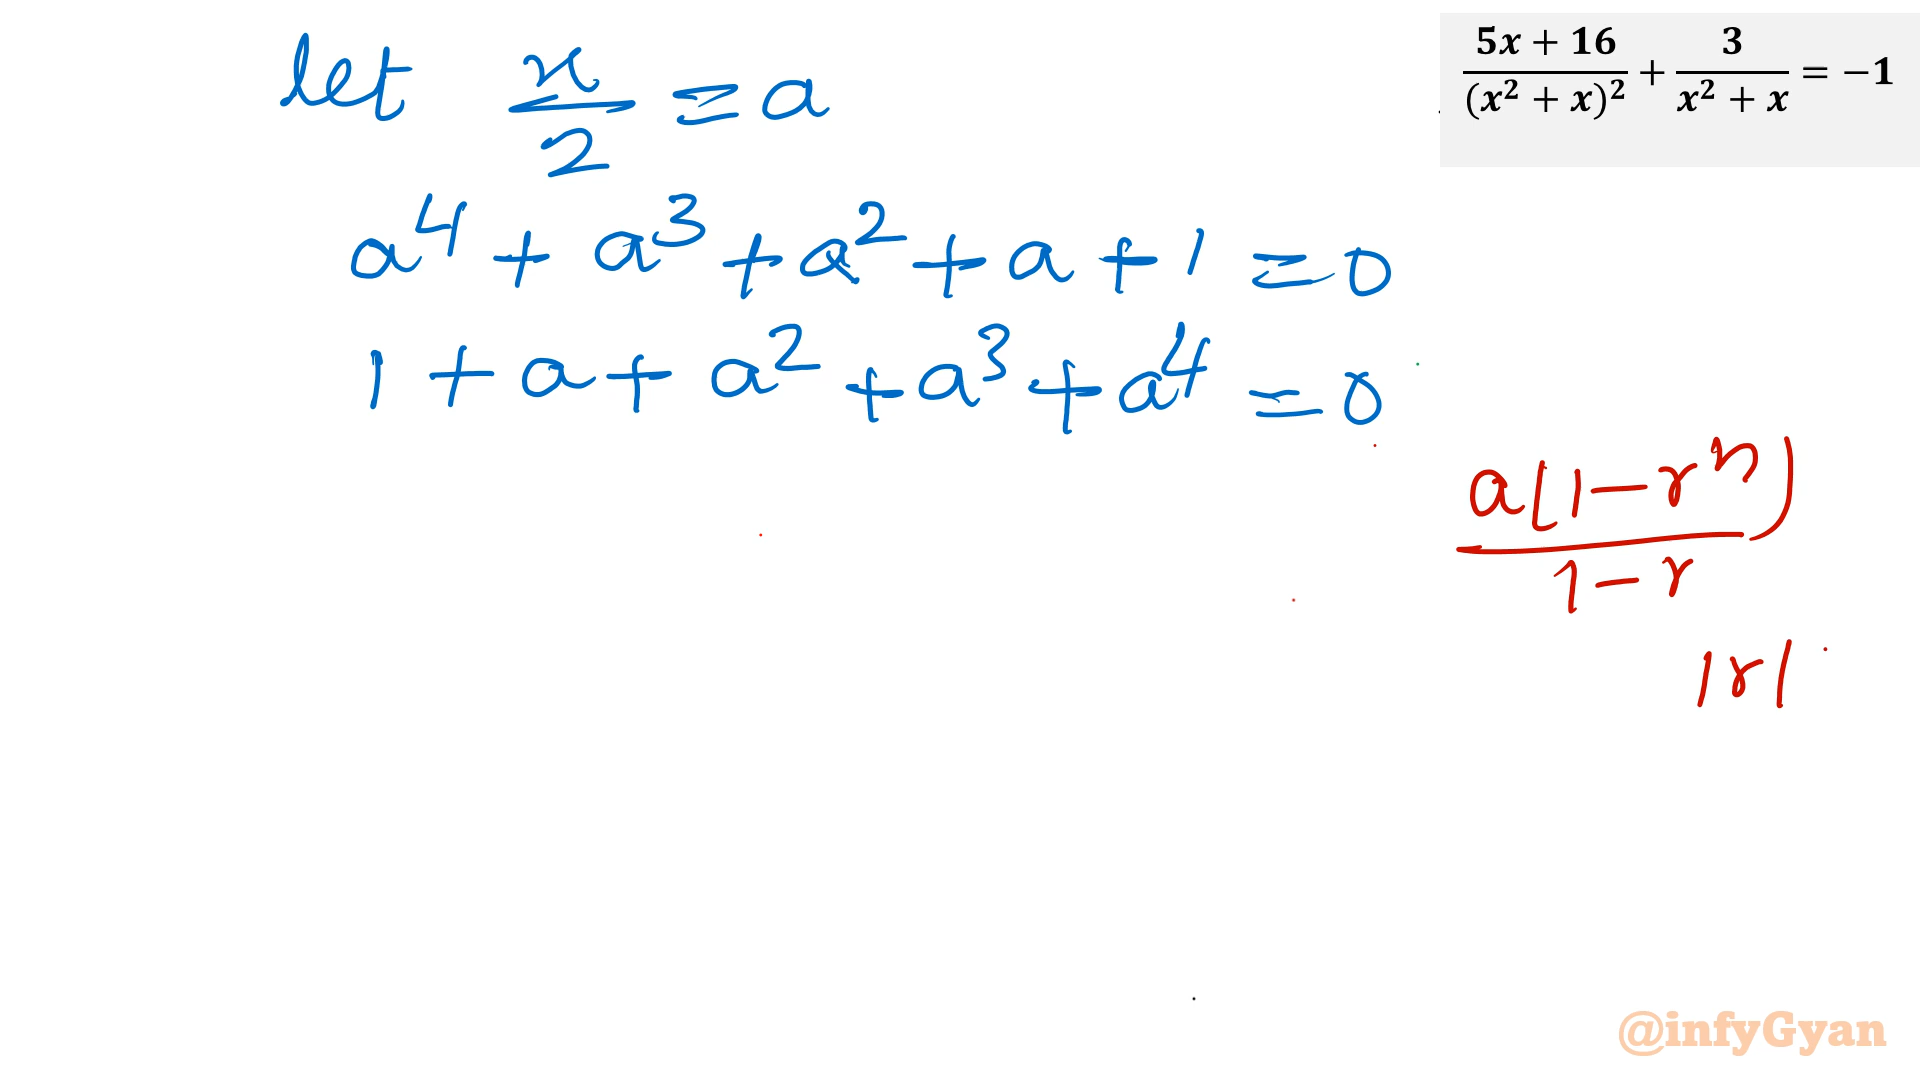 let x/2 = a
(5x + 16)/(x² + x)² + 3/(x² + x) = −1
a⁴ + a³ + a² + a + 1 = 0
1 + a + a² + a³ + a⁴ = 0
a(1 − rⁿ)/(1 − r)
|r|
@infyGyan